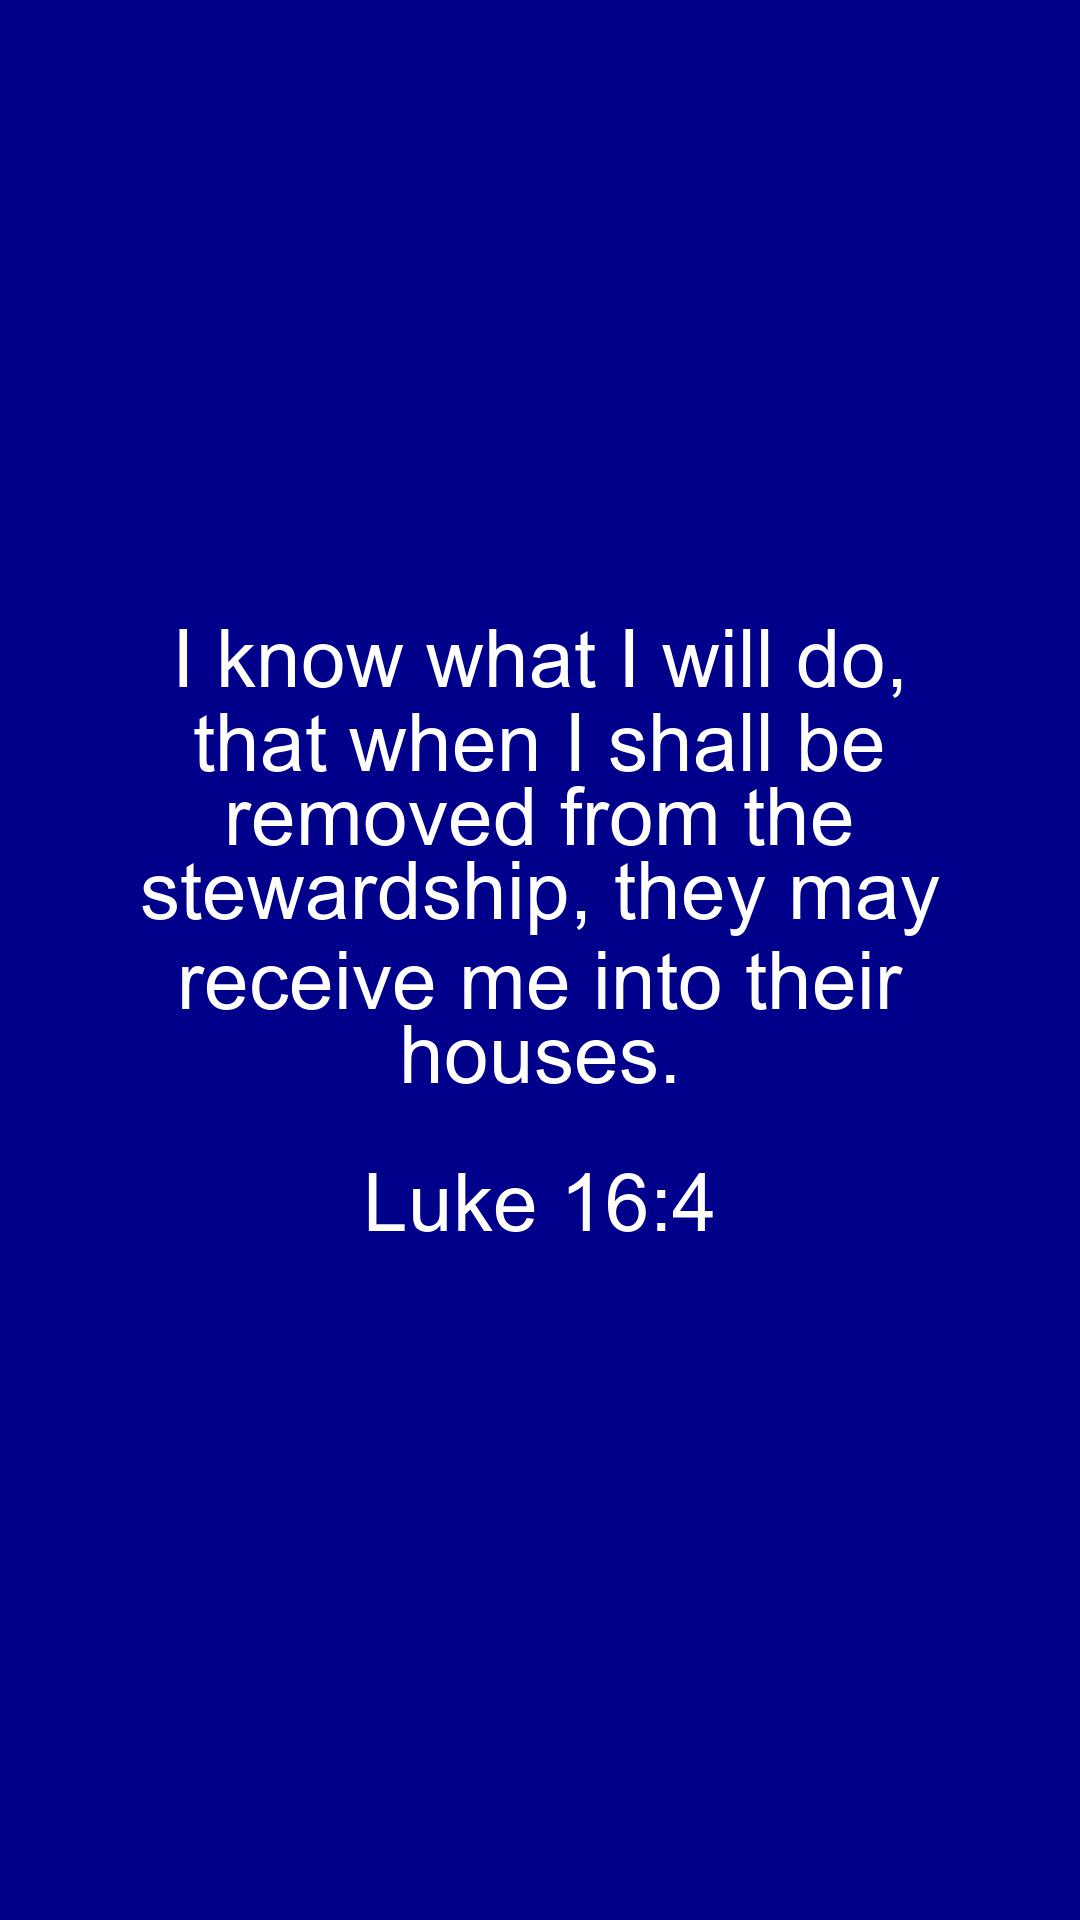 I know what I will do,
that when I shall be
removed from the
stewardship, they may
receive me into their
houses.
Luke 16:4